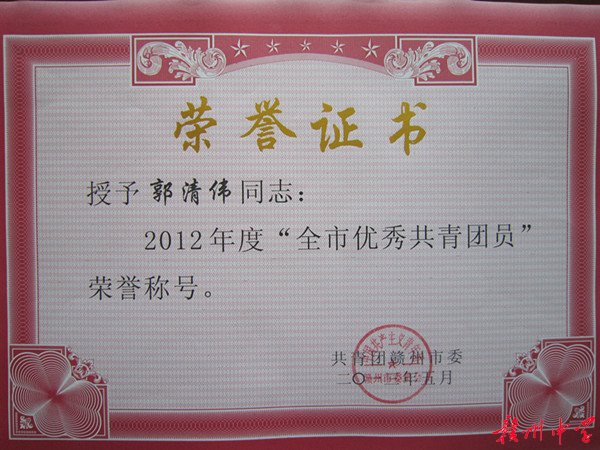 荣誉证书
授予郭清伟同志：
2012年度“全市优秀共青团员”
荣誉称号。
共青团赣州市委
二〇一三年五月
赣州中学